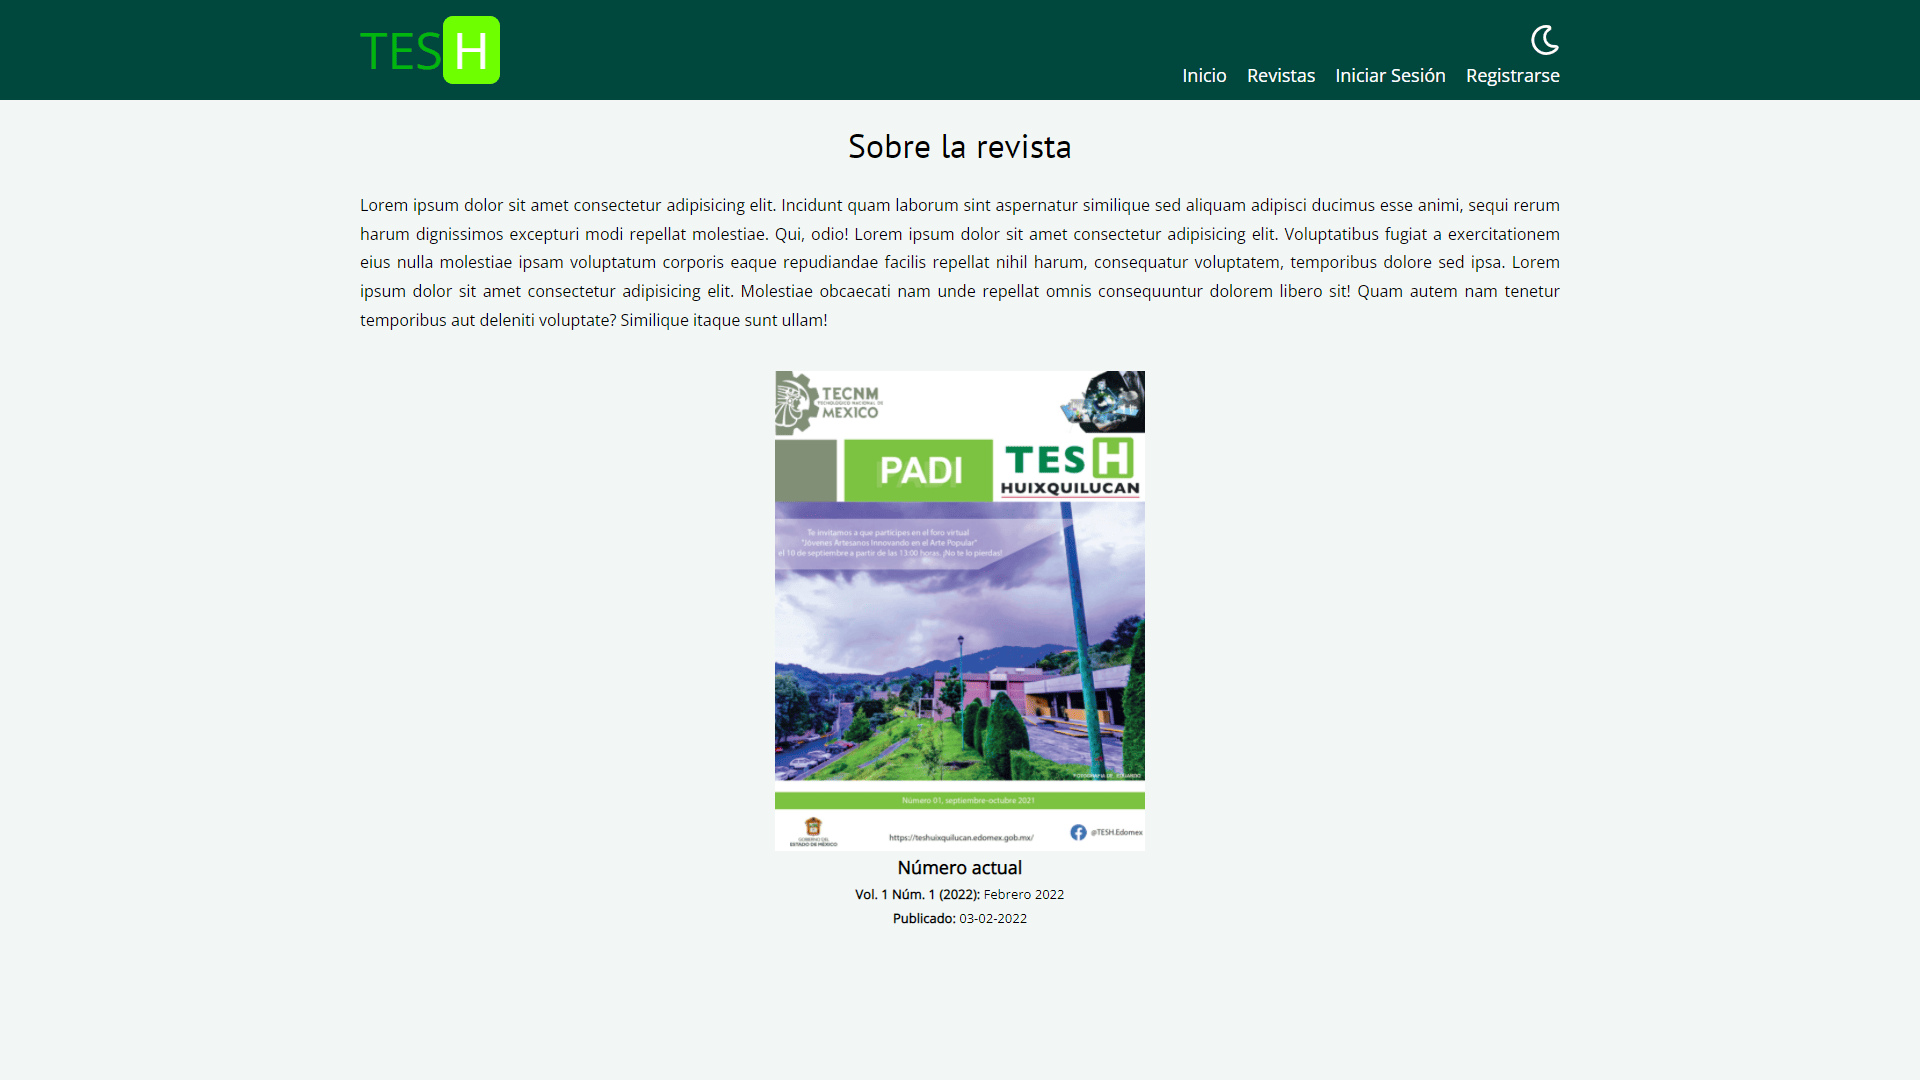 TESH
Inicio Revistas Iniciar Sesión Registrarse
Sobre la revista
Lorem ipsum dolor sit amet consectetur adipisicing elit. Incidunt quam laborum sint aspernatur similique sed aliquam adipisci ducimus esse animi, sequi rerum
harum dignissimos excepturi modi repellat molestiae. Qui, odio! Lorem ipsum dolor sit amet consectetur adipisicing elit. Voluptatibus fugiat a exercitationem
eius nulla molestiae ipsam voluptatum corporis eaque repudiandae facilis repellat nihil harum, consequatur voluptatem, temporibus dolore sed ipsa. Lorem
ipsum dolor sit amet consectetur adipisicing elit. Molestiae obcaecati nam unde repellat omnis consequuntur dolorem libero sit! Quam autem nam tenetur
temporibus aut deleniti voluptate? Similique itaque sunt ullam!
TECNM
TECNOLÓGICO NACIONAL DE
MEXICO
PADI
TESH
HUIXQUILUCAN
Te invitamos a que participes en el foro virtual
"Jóvenes Artesanos Innovando en el Arte Popular"
el 10 de septiembre a partir de las 13:00 horas. ¡No te lo pierdas!
FOTOGRAFIA DE EDUARDO
Número 01, septiembre-octubre 2021
GOBIERNO DEL
ESTADO DE MÉXICO
https://teshuixquilucan.edomex.gob.mx/
@TESH.Edomex
Número actual
Vol. 1 Núm. 1 (2022): Febrero 2022
Publicado: 03-02-2022